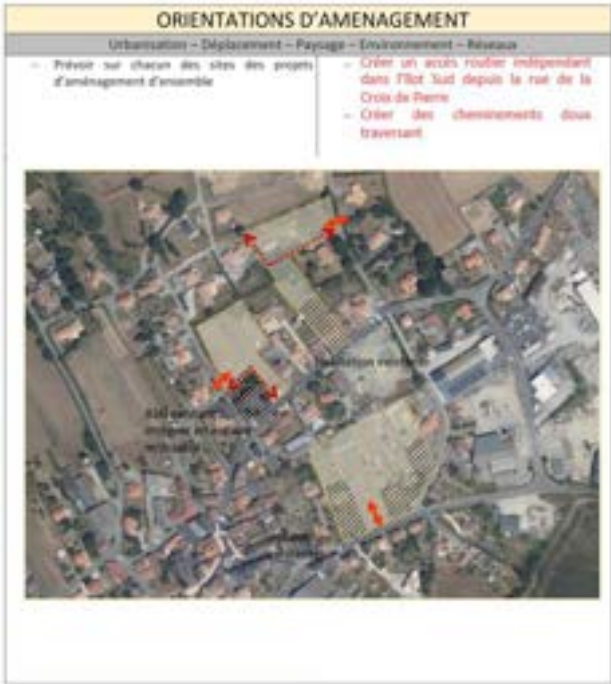 ORIENTATIONS D'AMENAGEMENT
Urbanisation – Déplacement – Paysage – Environnement – Réseaux
– Prévoir sur chacun des sites des projets
d'aménagement d'ensemble
– Créer un accès routier indépendant
dans l'îlot Sud depuis la rue de la
Croix de Pierre
– Créer des cheminements doux
traversant